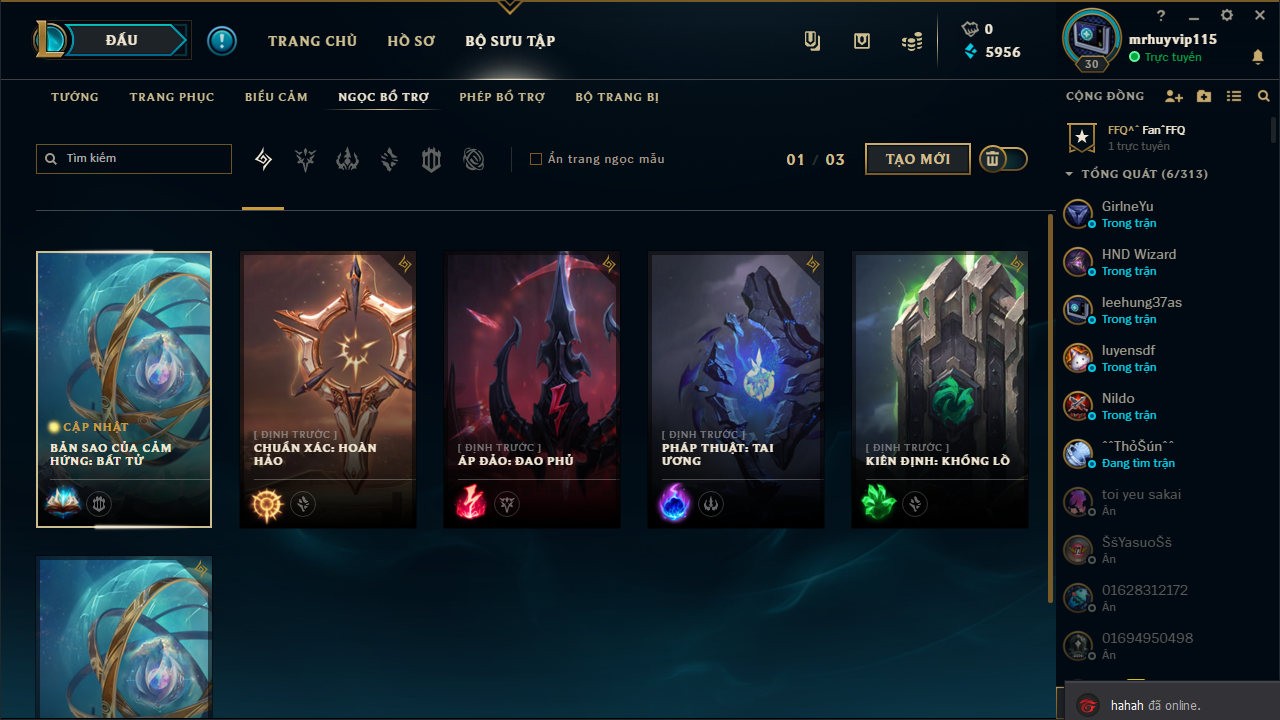 ĐẤU
!
TRANG CHỦ
HỒ SƠ
BỘ SƯU TẬP
0
5956
?
30
mrhuyvip115
Trực tuyến
TƯỚNG
TRANG PHỤC
BIỂU CẢM
NGỌC BỔ TRỢ
PHÉP BỔ TRỢ
BỘ TRANG BỊ
CỘNG ĐỒNG
Tìm kiếm
Ẩn trang ngọc mẫu
01 / 03
TẠO MỚI
CẬP NHẬT
BẢN SAO CỦA CẢM
HỨNG: BẤT TỬ
[ ĐỊNH TRƯỚC ]
CHUẨN XÁC: HOÀN
HẢO
[ ĐỊNH TRƯỚC ]
ÁP ĐẢO: ĐAO PHỦ
[ ĐỊNH TRƯỚC ]
PHÁP THUẬT: TAI
ƯƠNG
[ ĐỊNH TRƯỚC ]
KIÊN ĐỊNH: KHỔNG LỒ
FFQ^ˆ FanˆFFQ
1 trực tuyến
TỔNG QUÁT (6/313)
GirlneYu
Trong trận
HND Wizard
Trong trận
leehung37as
Trong trận
luyensdf
Trong trận
Nildo
Trong trận
ˆˆThỏŠúnˆˆ
Đang tìm trận
toi yeu sakai
Ẩn
ŠšYasuoŠš
Ẩn
01628312172
Ẩn
01694950498
Ẩn
hahah đã online.